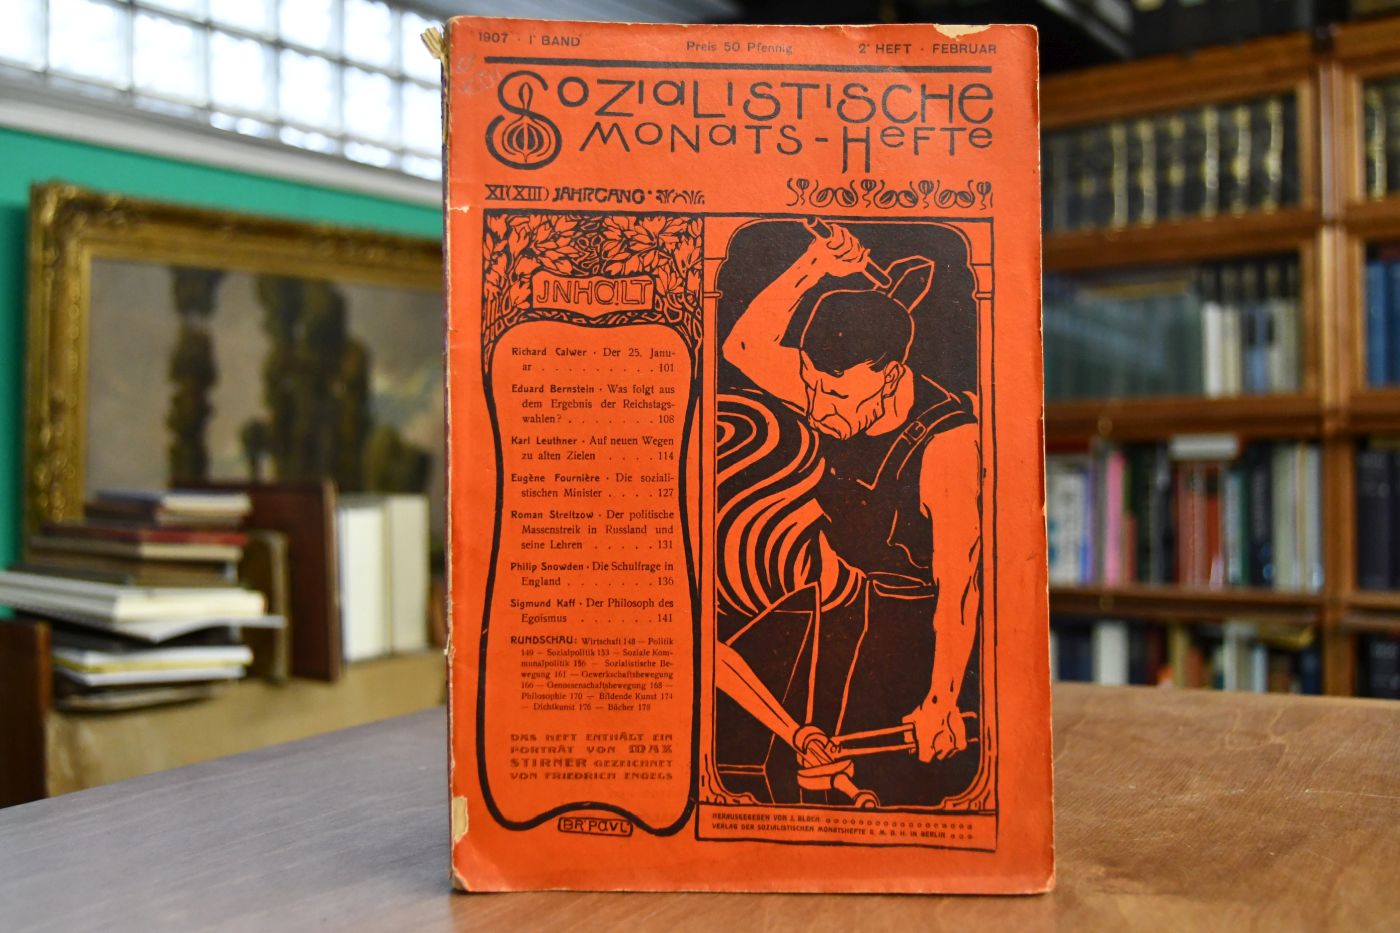 1907 · I' BAND
Preis 50 Pfennig
2' HEFT · FEBRUAR
SOZIALISTISCHE
MONATS-HEFTE
XI(XIII) JAHRGANG
JNHALT
Richard Calwer · Der 25. Janu-
ar . . . . . . . . . 101
Eduard Bernstein · Was folgt aus
dem Ergebnis der Reichstags-
wahlen? . . . . . . . 108
Karl Leuthner · Auf neuen Wegen
zu alten Zielen . . . . 114
Eugène Fournière · Die soziali-
stischen Minister . . . . 127
Roman Streltzow · Der politische
Massenstreik in Russland und
seine Lehren . . . . . 131
Philip Snowden · Die Schulfrage in
England . . . . . . . 136
Sigmund Kaff · Der Philosoph des
Egoismus . . . . . . 141
RUNDSCHAU: Wirtschaft 148 — Politik
149 — Sozialpolitik 153 — Soziale Kom-
munalpolitik 156 — Sozialistische Be-
wegung 161 — Gewerkschaftsbewegung
166 — Genossenschaftsbewegung 168 —
Philosophie 170 — Bildende Kunst 174
— Dichtkunst 176 — Bücher 178
DAS HEFT ENTHÄLT EIN
PORTRÄT VON MAX
STIRNER GEZEICHNET
VON FRIEDRICH ENGELS
BR'PAVL
HERAUSGEGEBEN VON J. BLOCH
VERLAG DER SOZIALISTISCHEN MONATSHEFTE G. M. B. H. IN BERLIN